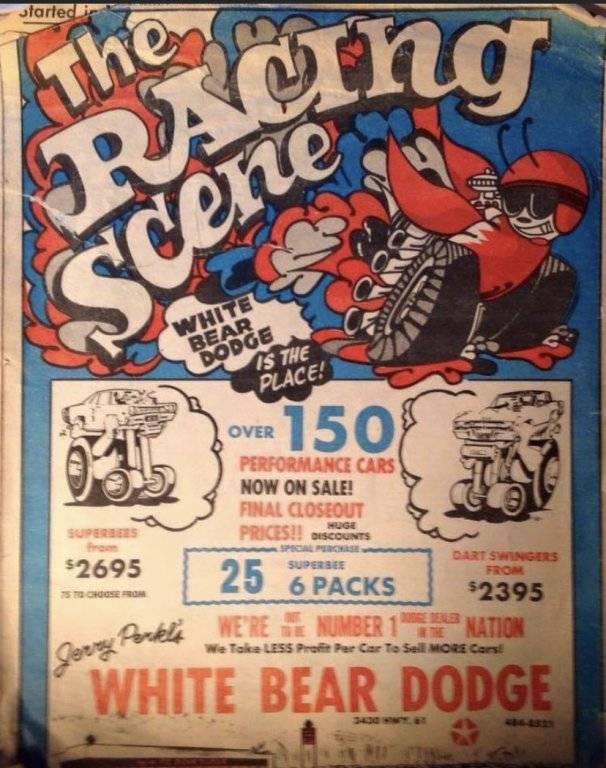 Started in
The
RAcing
Scene
WHITE
BEAR
DODGE
IS THE
PLACE!
OVER 150
PERFORMANCE CARS
NOW ON SALE!
FINAL CLOSEOUT
PRICES!! HUGE
DISCOUNTS
SUPERBEES
from
$2695
75 TO CHOOSE FROM
SPECIAL PURCHASE
25 SUPERBEE
6 PACKS
DART SWINGERS
FROM
$2395
Jerry Perkl's
WE'RE OUT TO BE NUMBER 1 DODGE DEALER IN THE NATION
We Take LESS Profit Per Car To Sell MORE Cars!
WHITE BEAR DODGE
3430 HWY. 61
484-8521